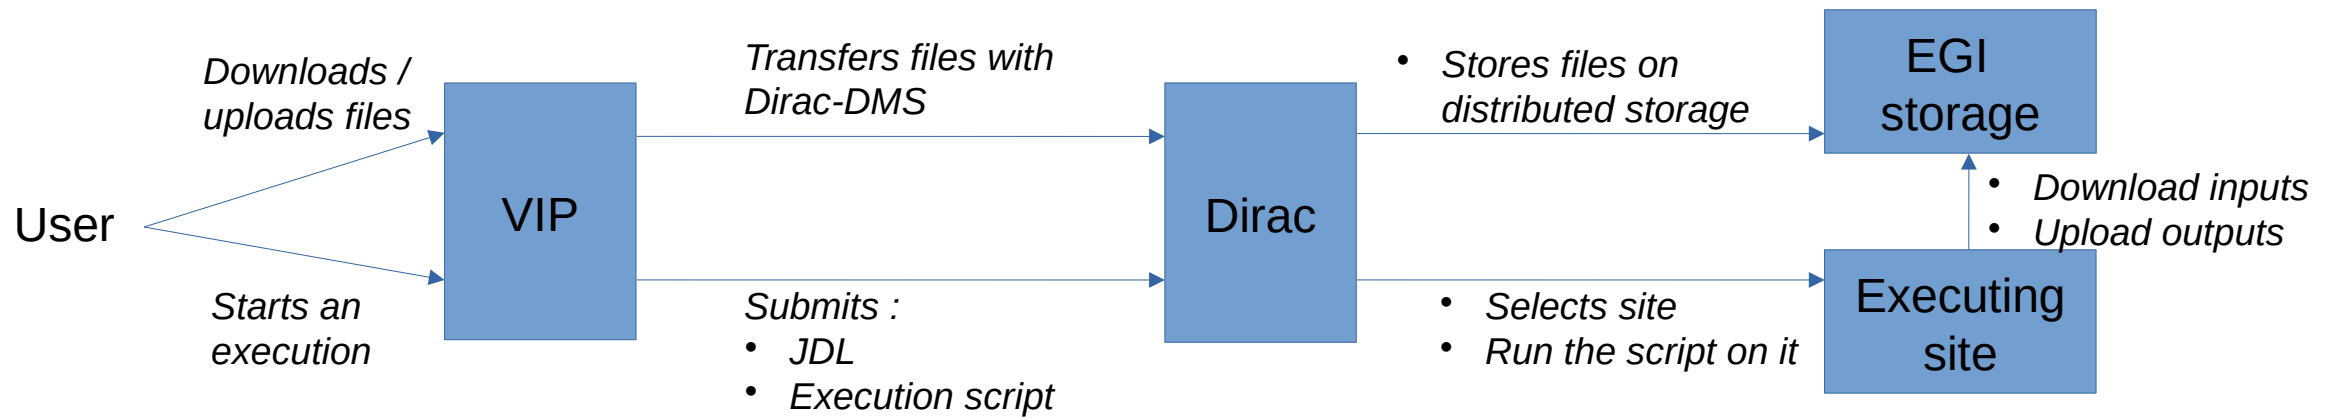 User
Downloads /
uploads files
Starts an
execution
VIP
Transfers files with
Dirac-DMS
Submits :
• JDL
• Execution script
Dirac
• Stores files on
distributed storage
• Selects site
• Run the script on it
EGI
storage
• Download inputs
• Upload outputs
Executing
site